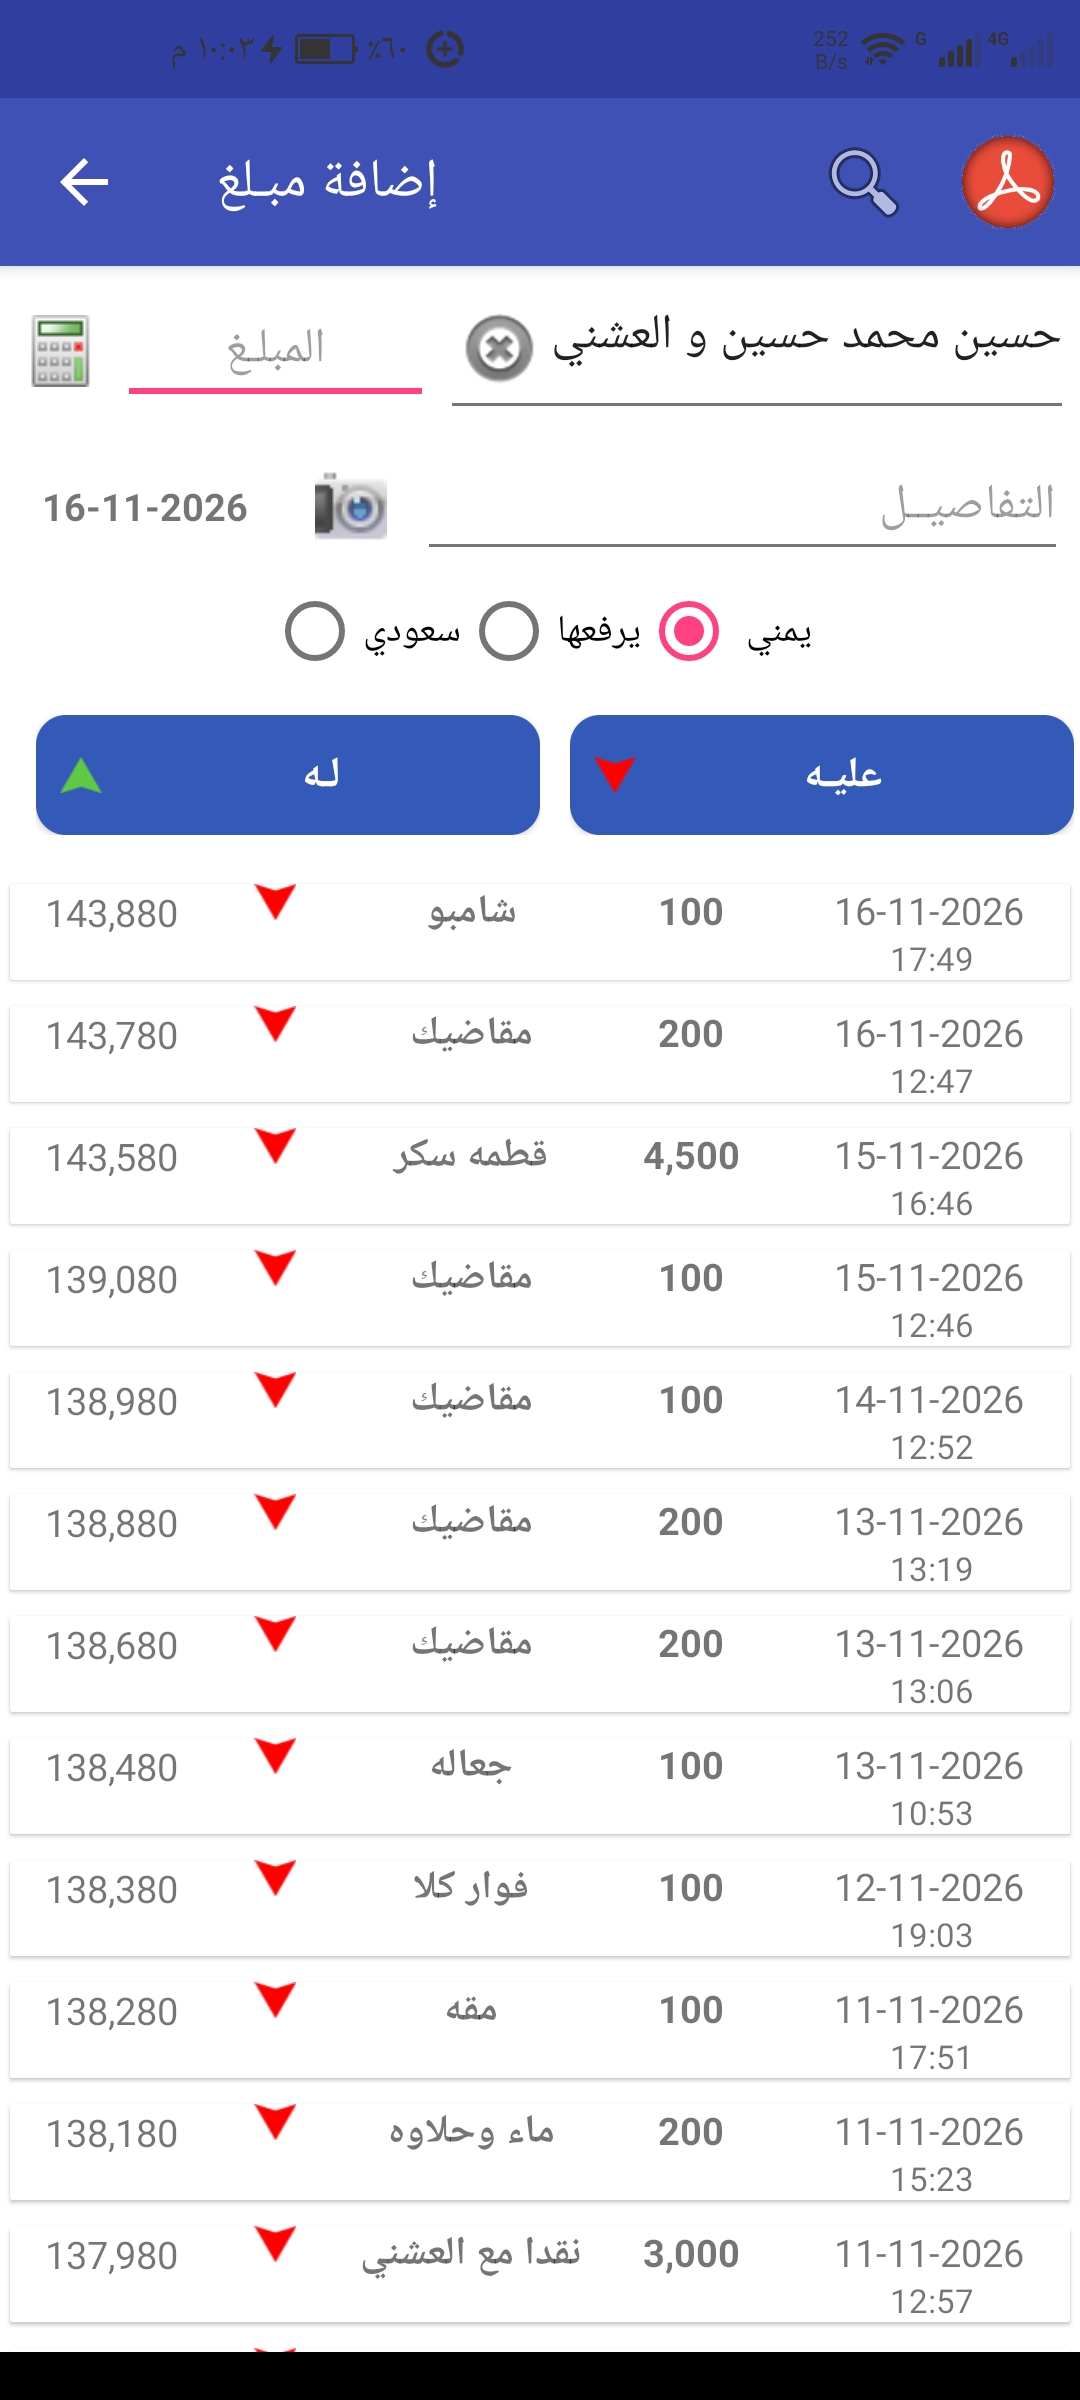 ١٠:٠٣ م
٪٦٠
252 B/s
G
4G
إضافة مبلغ
حسين محمد حسين و العشني
المبلغ
التفاصيل
16-11-2026
يمني
يرفعها
سعودي
عليه
له
16-11-2026 100 شامبو 143,880
17:49
16-11-2026 200 مقاضيك 143,780
12:47
15-11-2026 4,500 قطمه سكر 143,580
16:46
15-11-2026 100 مقاضيك 139,080
12:46
14-11-2026 100 مقاضيك 138,980
12:52
13-11-2026 200 مقاضيك 138,880
13:19
13-11-2026 200 مقاضيك 138,680
13:06
13-11-2026 100 جعاله 138,480
10:53
12-11-2026 100 فوار كلا 138,380
19:03
11-11-2026 100 مقه 138,280
17:51
11-11-2026 200 ماء وحلاوه 138,180
15:23
11-11-2026 3,000 نقدا مع العشني 137,980
12:57